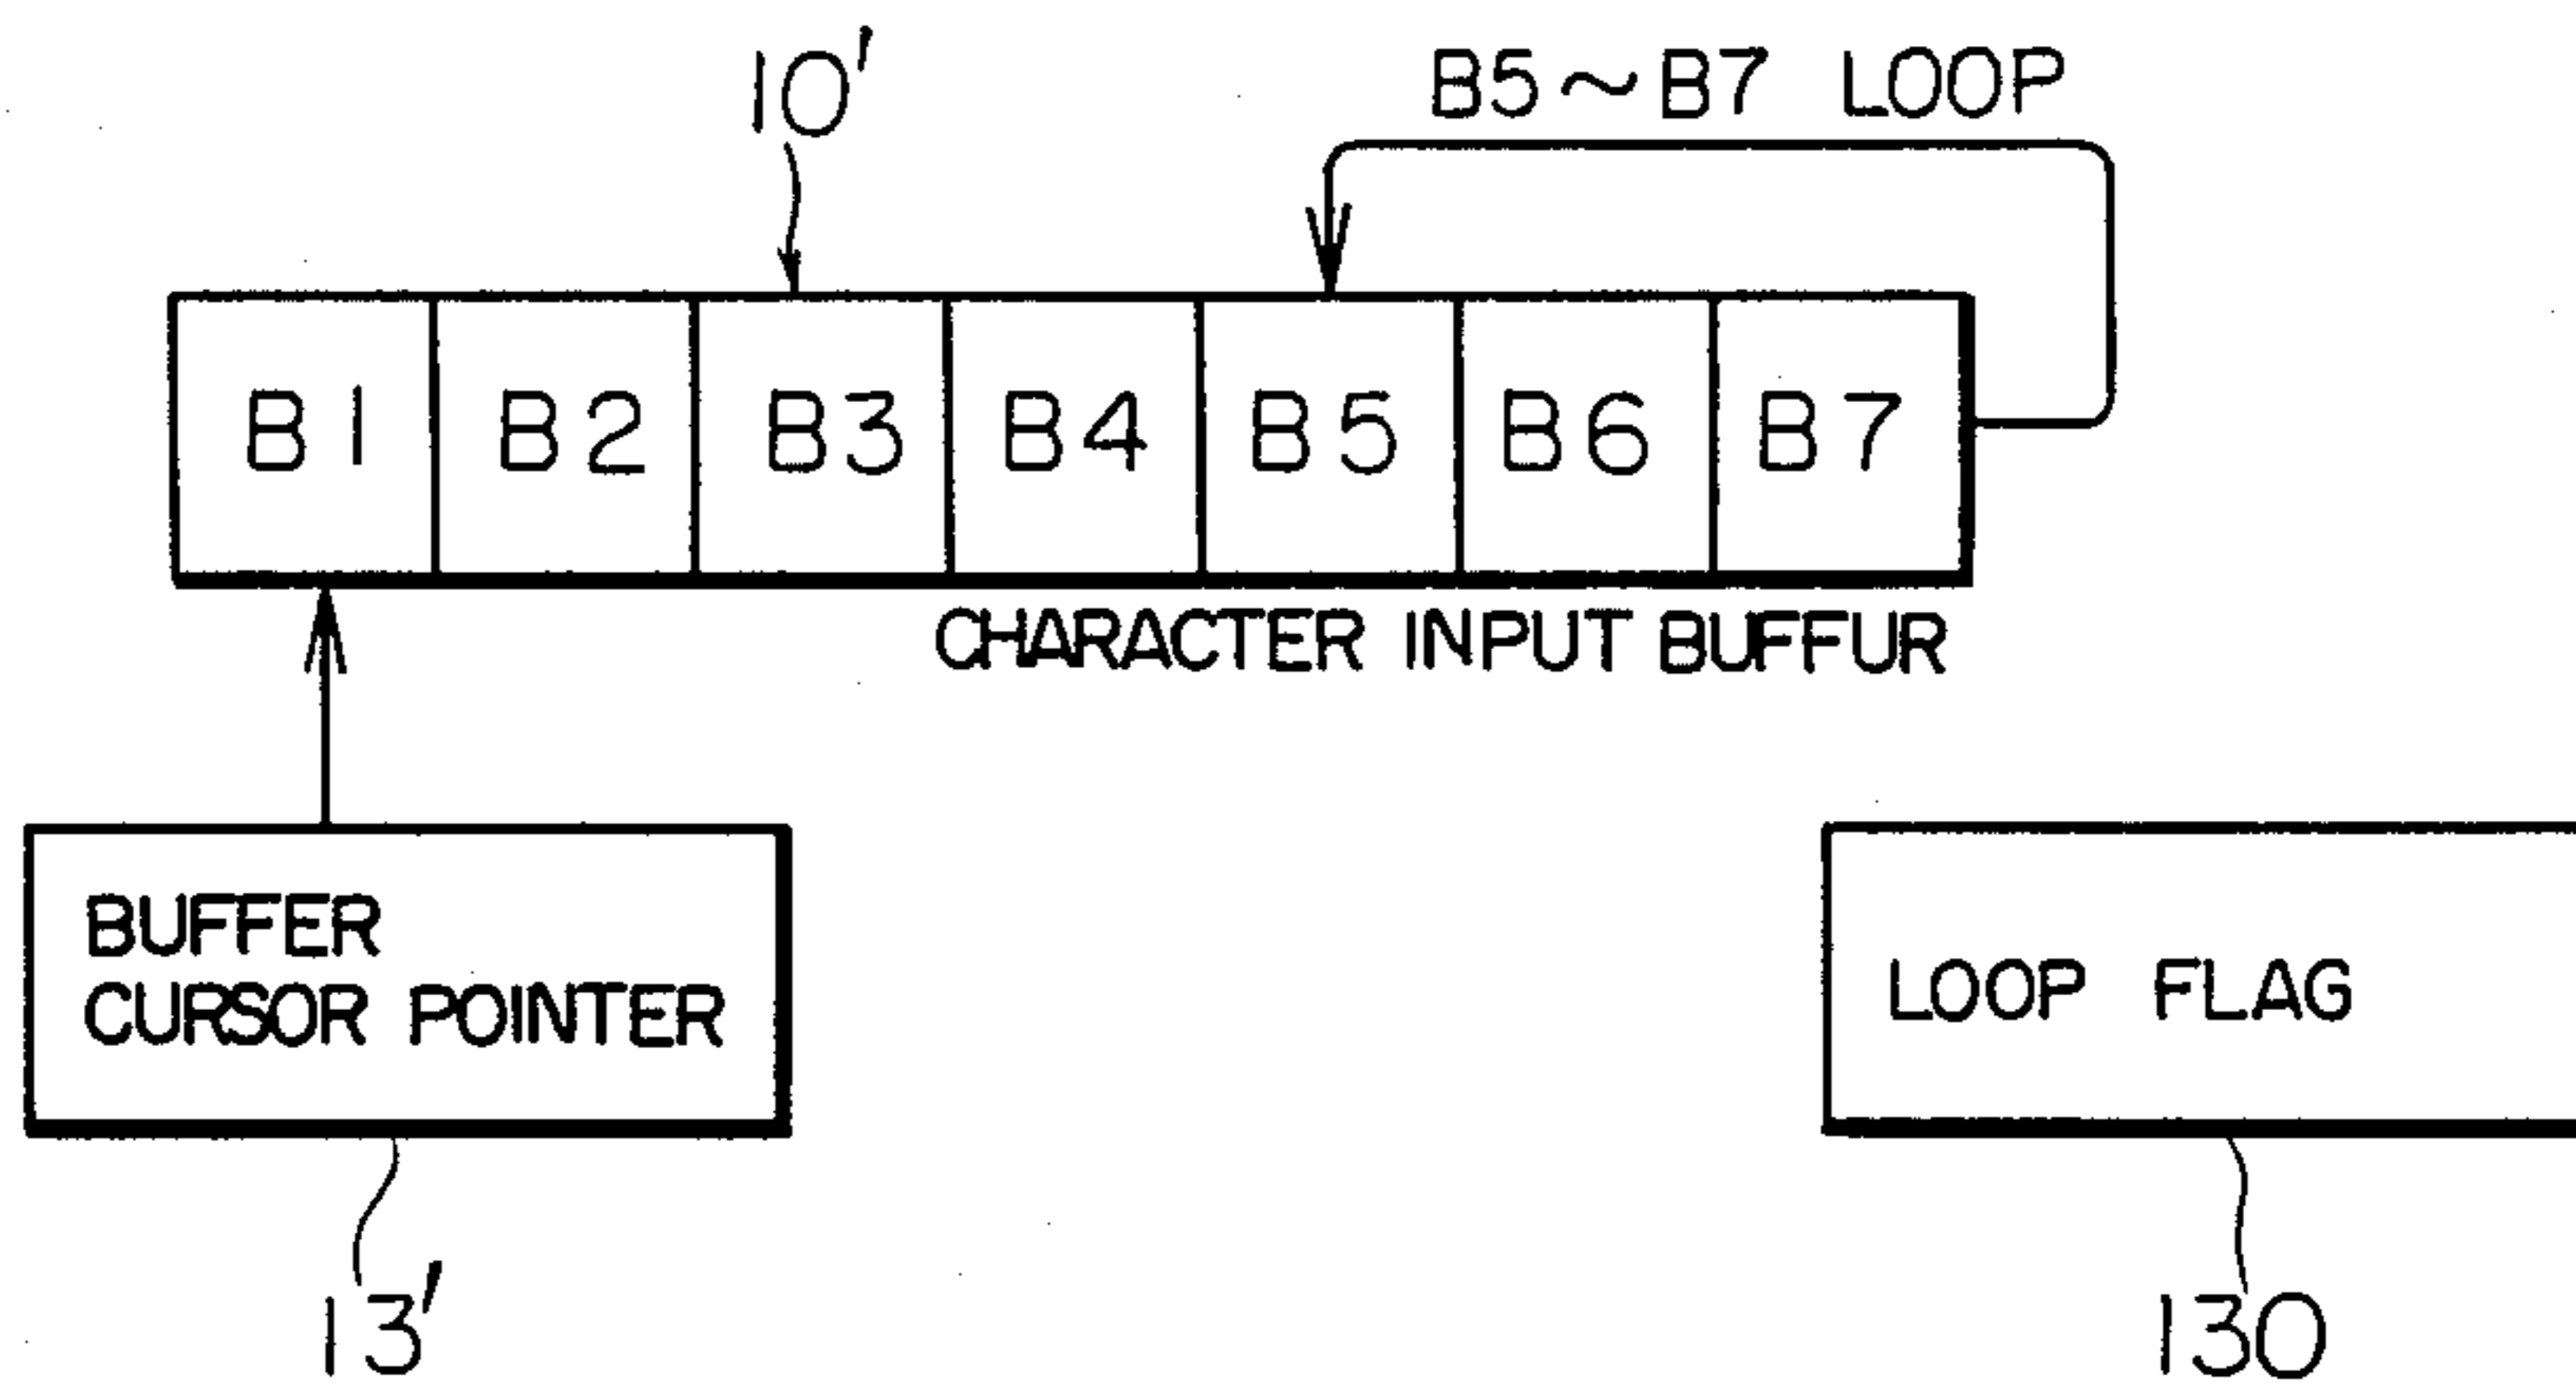 10'
B5~B7 LOOP
B1 B2 B3 B4 B5 B6 B7
CHARACTER INPUT BUFFUR
BUFFER
CURSOR POINTER
LOOP FLAG
13'
130